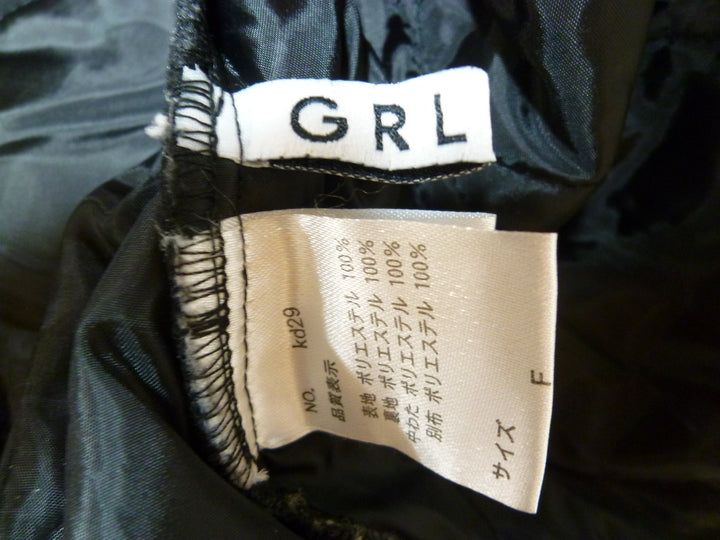 GRL
NO. kd29
品質表示
表地 ポリエステル 100%
裏地 ポリエステル 100%
中わた ポリエステル 100%
別布 ポリエステル 100%
サイズ F